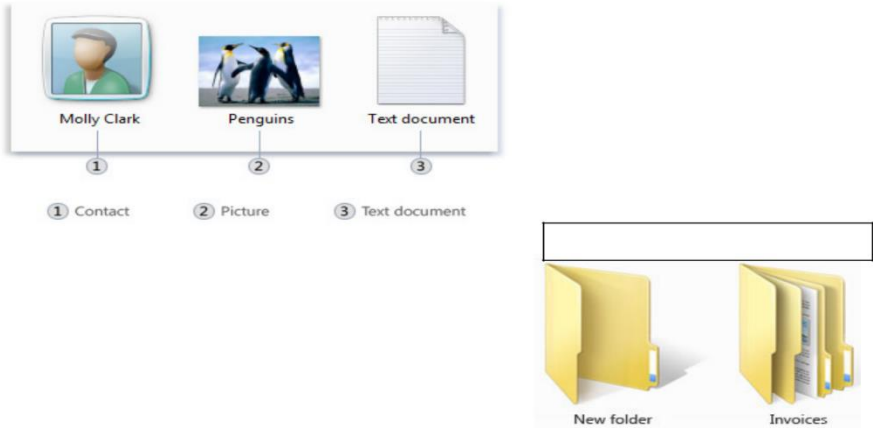 Molly Clark Penguins Text document
1 2 3
1 Contact 2 Picture 3 Text document
New folder Invoices